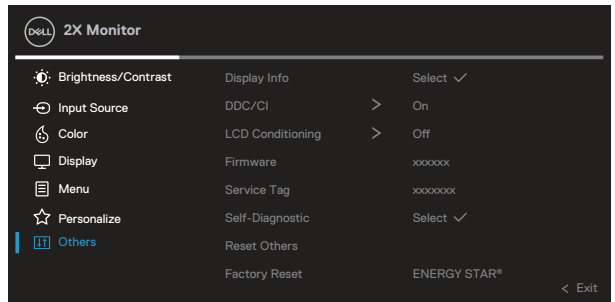 DELL 2X Monitor
Brightness/Contrast Display Info Select ✓
Input Source DDC/CI > On
Color LCD Conditioning > Off
Display Firmware xxxxxx
Menu Service Tag xxxxxxx
Personalize Self-Diagnostic Select ✓
Others Reset Others
Factory Reset ENERGY STAR®
< Exit